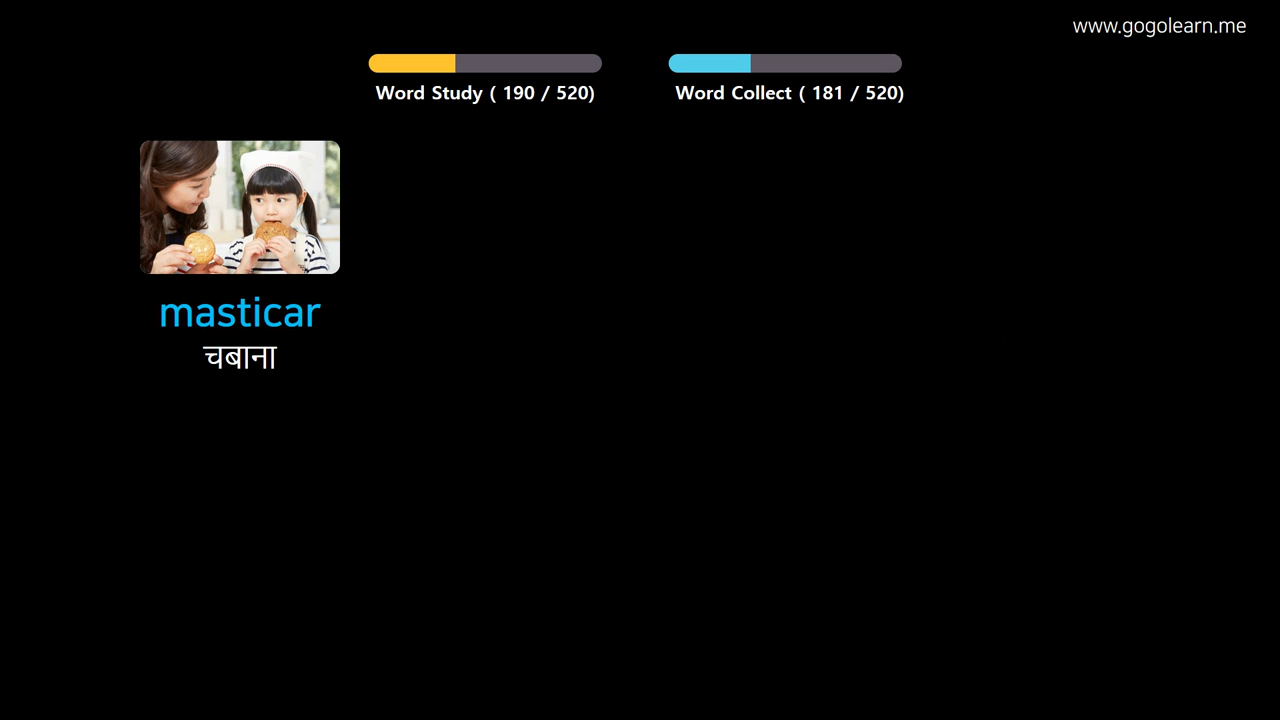 www.gogolearn.me
Word Study ( 190 / 520)
Word Collect ( 181 / 520)
masticar
चबाना